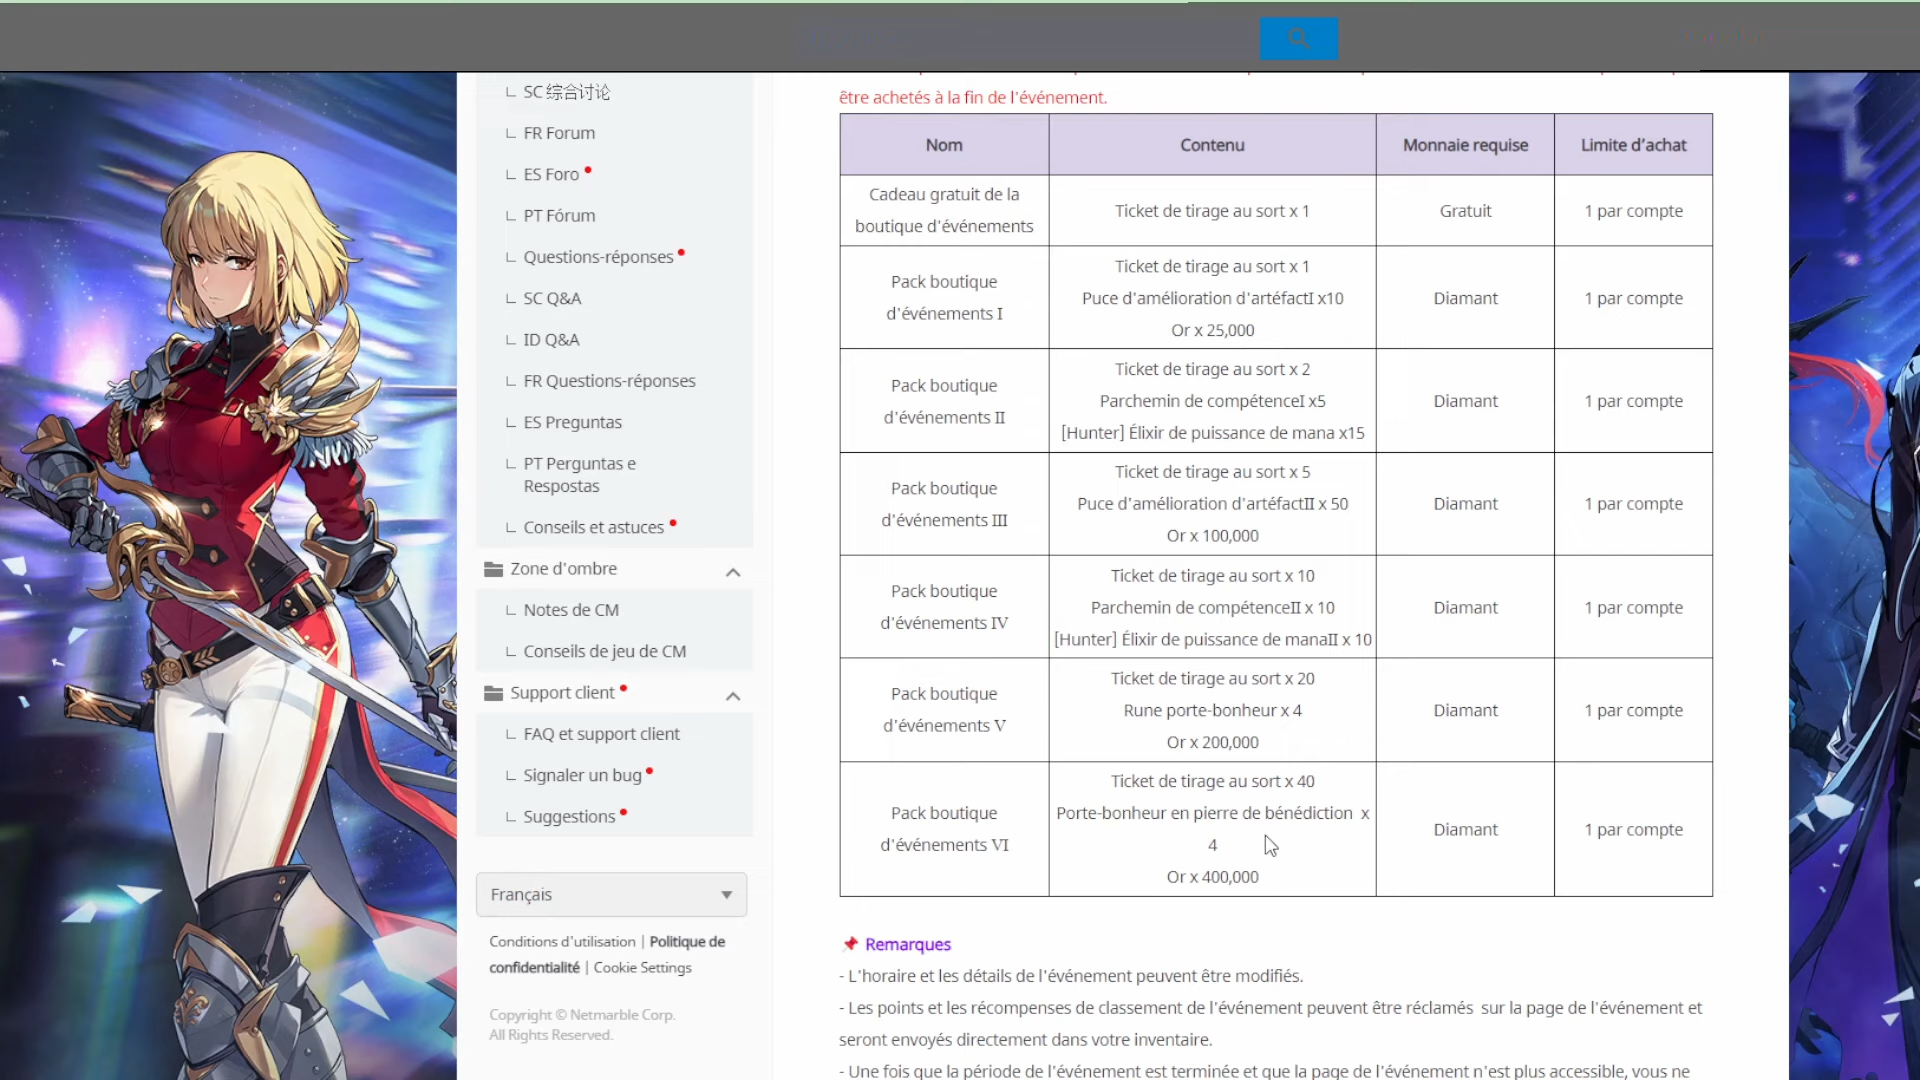 SC 综合讨论
FR Forum
ES Foro
PT Fórum
Questions-réponses
SC Q&A
ID Q&A
FR Questions-réponses
ES Preguntas
PT Perguntas e
Respostas
Conseils et astuces
Zone d'ombre
Notes de CM
Conseils de jeu de CM
Support client
FAQ et support client
Signaler un bug
Suggestions
Français
Conditions d'utilisation | Politique de
confidentialité | Cookie Settings
Copyright © Netmarble Corp.
All Rights Reserved.
être achetés à la fin de l'événement.
Nom
Contenu
Monnaie requise
Limite d'achat
Cadeau gratuit de la
boutique d'événements
Ticket de tirage au sort x 1
Gratuit
1 par compte
Pack boutique
d'événements I
Ticket de tirage au sort x 1
Puce d'amélioration d'artéfactI x10
Or x 25,000
Diamant
1 par compte
Pack boutique
d'événements II
Ticket de tirage au sort x 2
Parchemin de compétenceI x5
[Hunter] Élixir de puissance de mana x15
Diamant
1 par compte
Pack boutique
d'événements III
Ticket de tirage au sort x 5
Puce d'amélioration d'artéfactII x 50
Or x 100,000
Diamant
1 par compte
Pack boutique
d'événements IV
Ticket de tirage au sort x 10
Parchemin de compétenceII x 10
[Hunter] Élixir de puissance de manaII x 10
Diamant
1 par compte
Pack boutique
d'événements V
Ticket de tirage au sort x 20
Rune porte-bonheur x 4
Or x 200,000
Diamant
1 par compte
Pack boutique
d'événements VI
Ticket de tirage au sort x 40
Porte-bonheur en pierre de bénédiction x
4
Or x 400,000
Diamant
1 par compte
Remarques
- L'horaire et les détails de l'événement peuvent être modifiés.
- Les points et les récompenses de classement de l'événement peuvent être réclamés sur la page de l'événement et
seront envoyés directement dans votre inventaire.
- Une fois que la période de l'événement est terminée et que la page de l'événement n'est plus accessible, vous ne